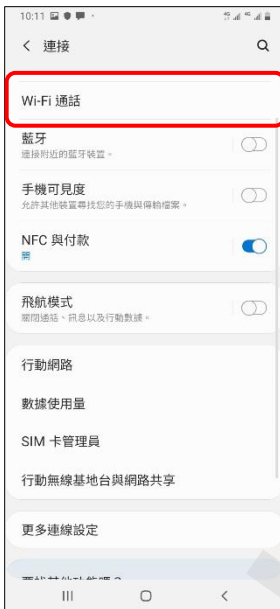 10:11
連接
Wi-Fi 通話
藍牙
連接附近的藍牙裝置。
手機可見度
允許其他裝置尋找您的手機與傳輸檔案。
NFC 與付款
開
飛航模式
關閉通話、訊息以及行動數據。
行動網路
數據使用量
SIM 卡管理員
行動無線基地台與網路共享
更多連線設定